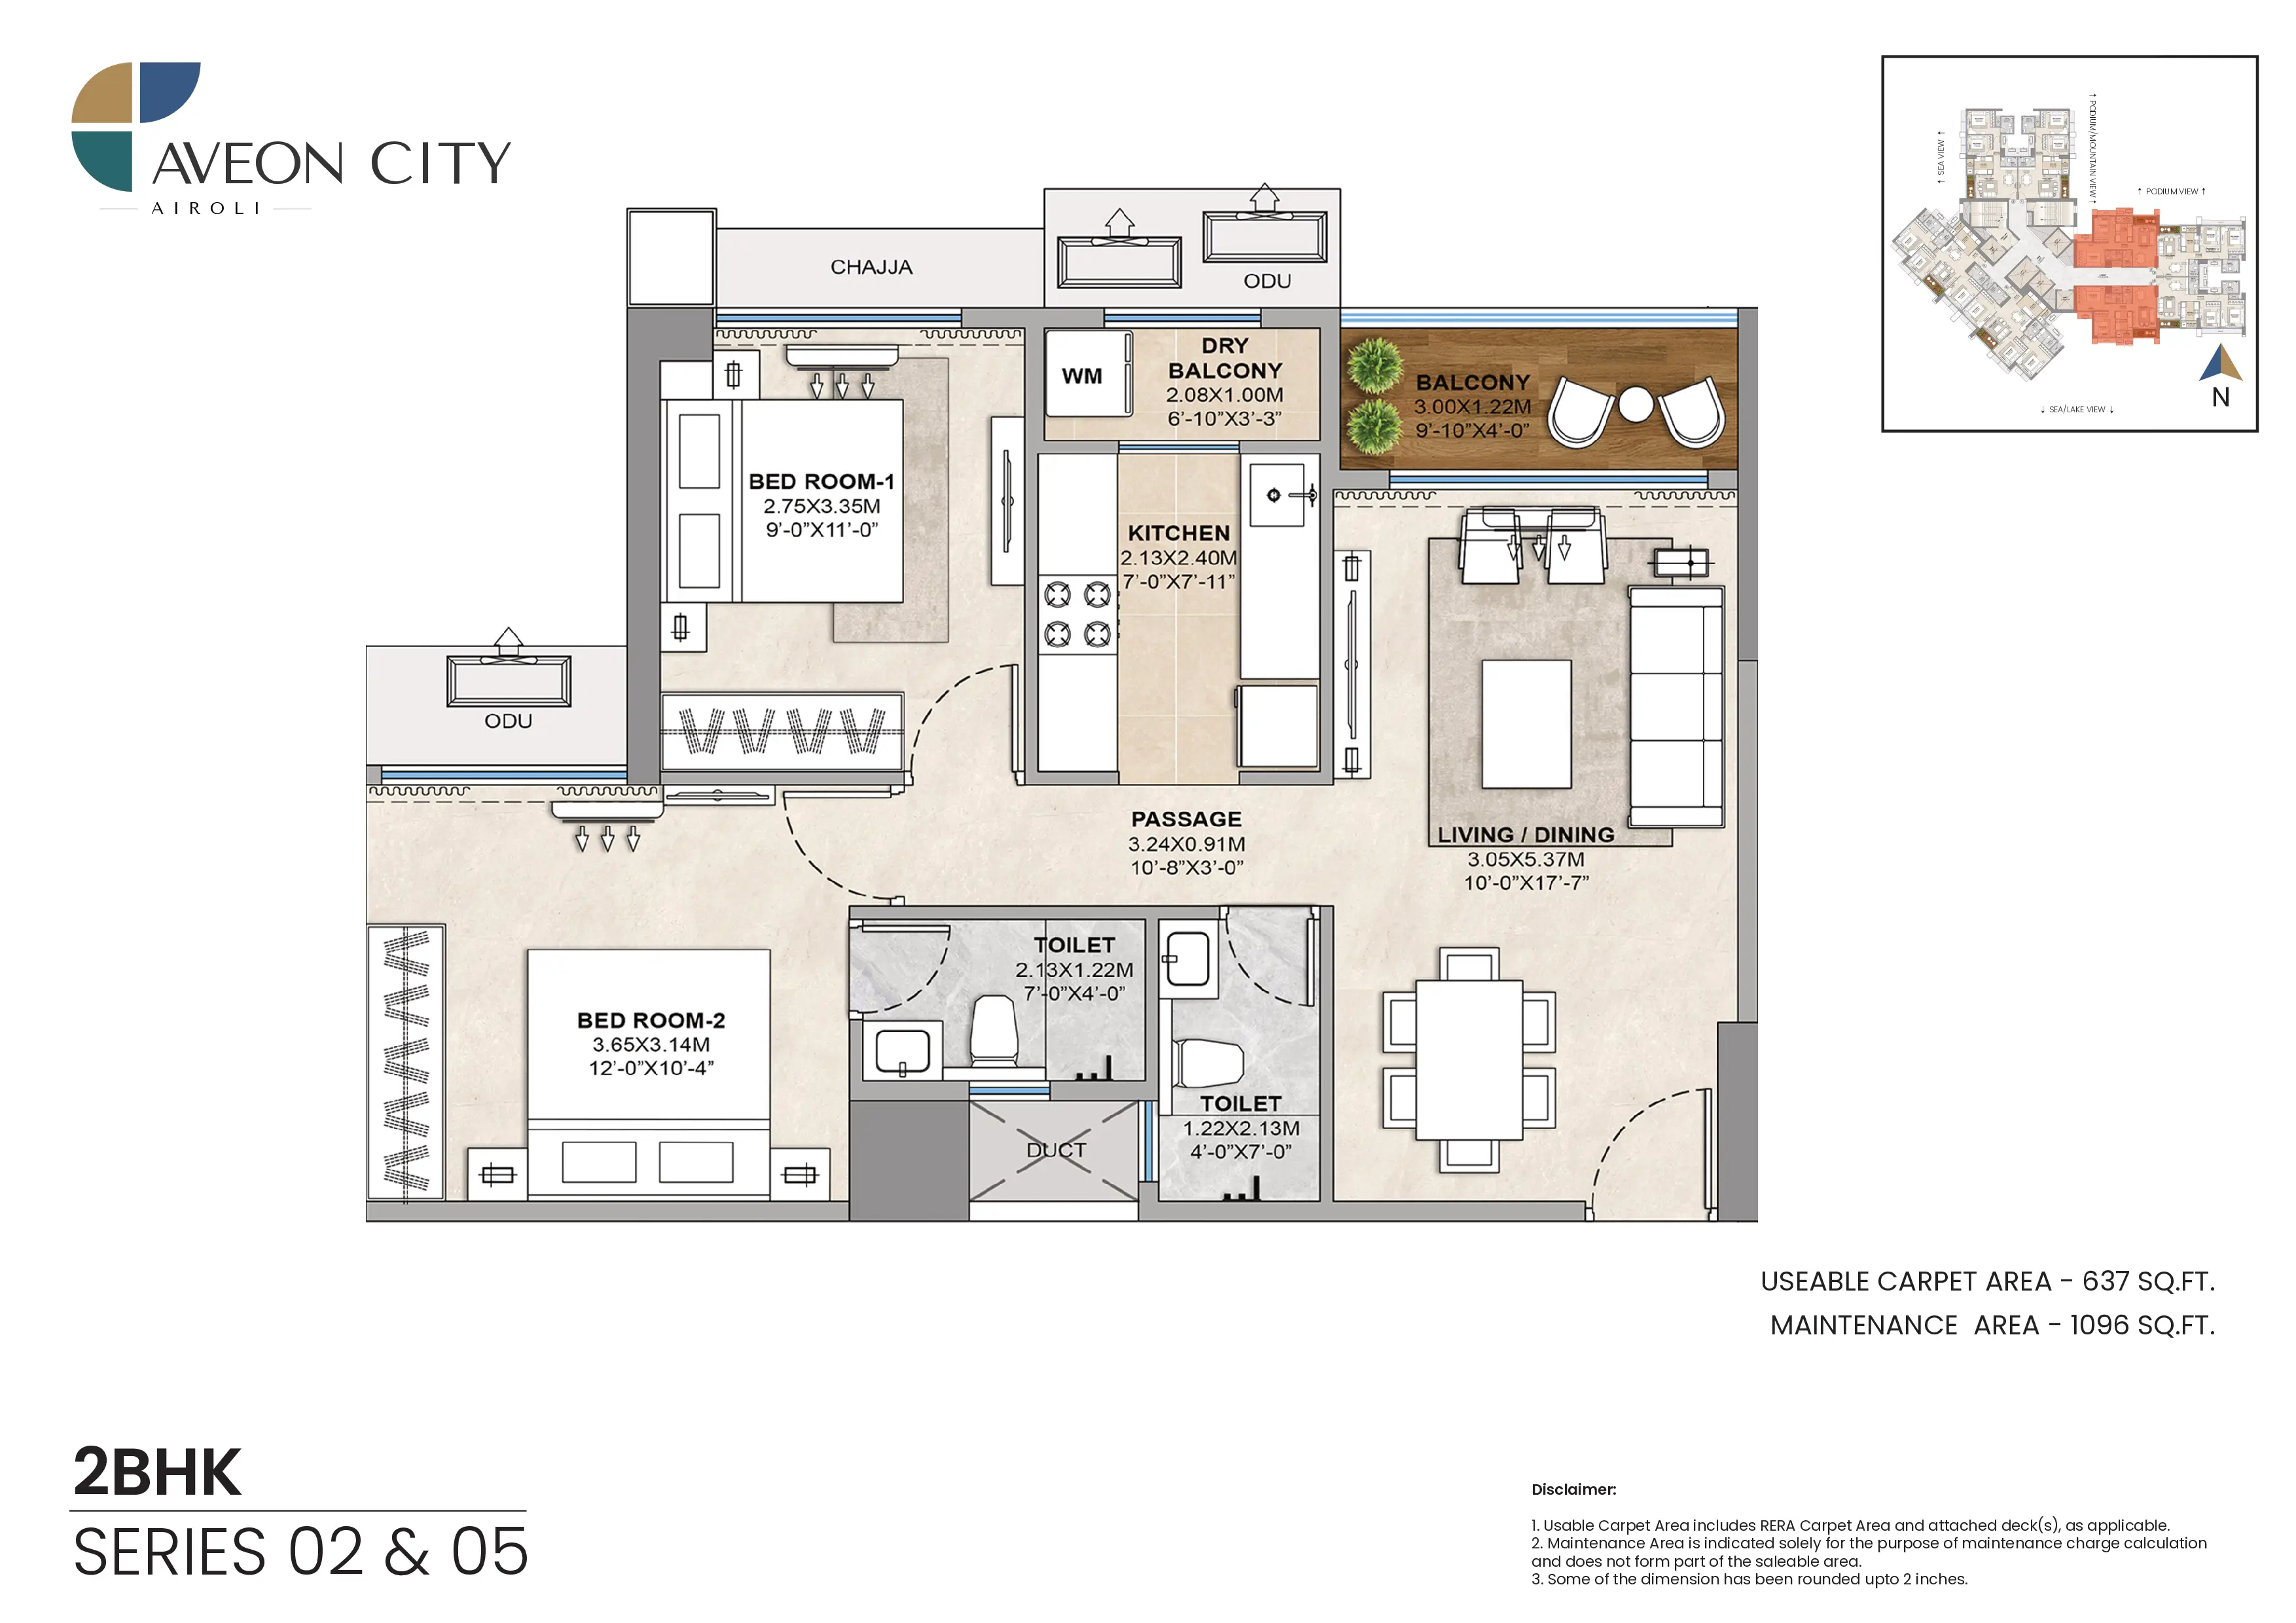 AVEON CITY
AIROLI
↑ SEA VIEW ↑
↑ PODIUM/MOUNTAIN VIEW ↑
↑ PODIUM VIEW ↑
↓ SEA/LAKE VIEW ↓
N
CHAJJA
ODU
DRY
BALCONY
2.08X1.00M
6'-10”X3'-3”
WM
BALCONY
3.00X1.22M
9'-10”X4'-0”
BED ROOM-1
2.75X3.35M
9'-0”X11'-0”
KITCHEN
2.13X2.40M
7'-0”X7'-11”
ODU
PASSAGE
3.24X0.91M
10'-8”X3'-0”
LIVING / DINING
3.05X5.37M
10'-0”X17'-7”
TOILET
2.13X1.22M
7'-0”X4'-0”
BED ROOM-2
3.65X3.14M
12'-0”X10'-4”
TOILET
1.22X2.13M
4'-0”X7'-0”
DUCT
USEABLE CARPET AREA - 637 SQ.FT.
MAINTENANCE AREA - 1096 SQ.FT.
2BHK
SERIES 02 & 05
Disclaimer:
1. Usable Carpet Area includes RERA Carpet Area and attached deck(s), as applicable.
2. Maintenance Area is indicated solely for the purpose of maintenance charge calculation
and does not form part of the saleable area.
3. Some of the dimension has been rounded upto 2 inches.